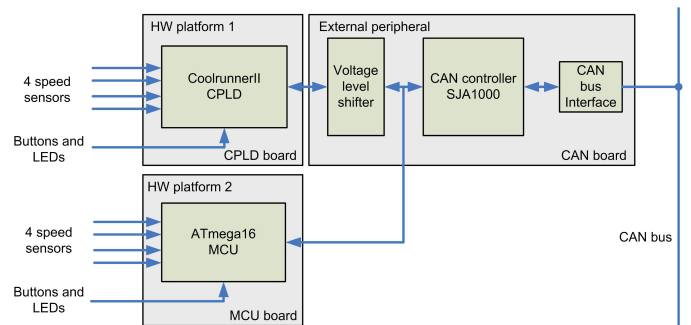 HW platform 1
External peripheral
4 speed
sensors
CoolrunnerII
CPLD
Voltage
level
shifter
CAN controller
SJA1000
CAN
bus
Interface
Buttons and
LEDs
CPLD board
CAN board
HW platform 2
4 speed
sensors
ATmega16
MCU
CAN bus
Buttons and
LEDs
MCU board